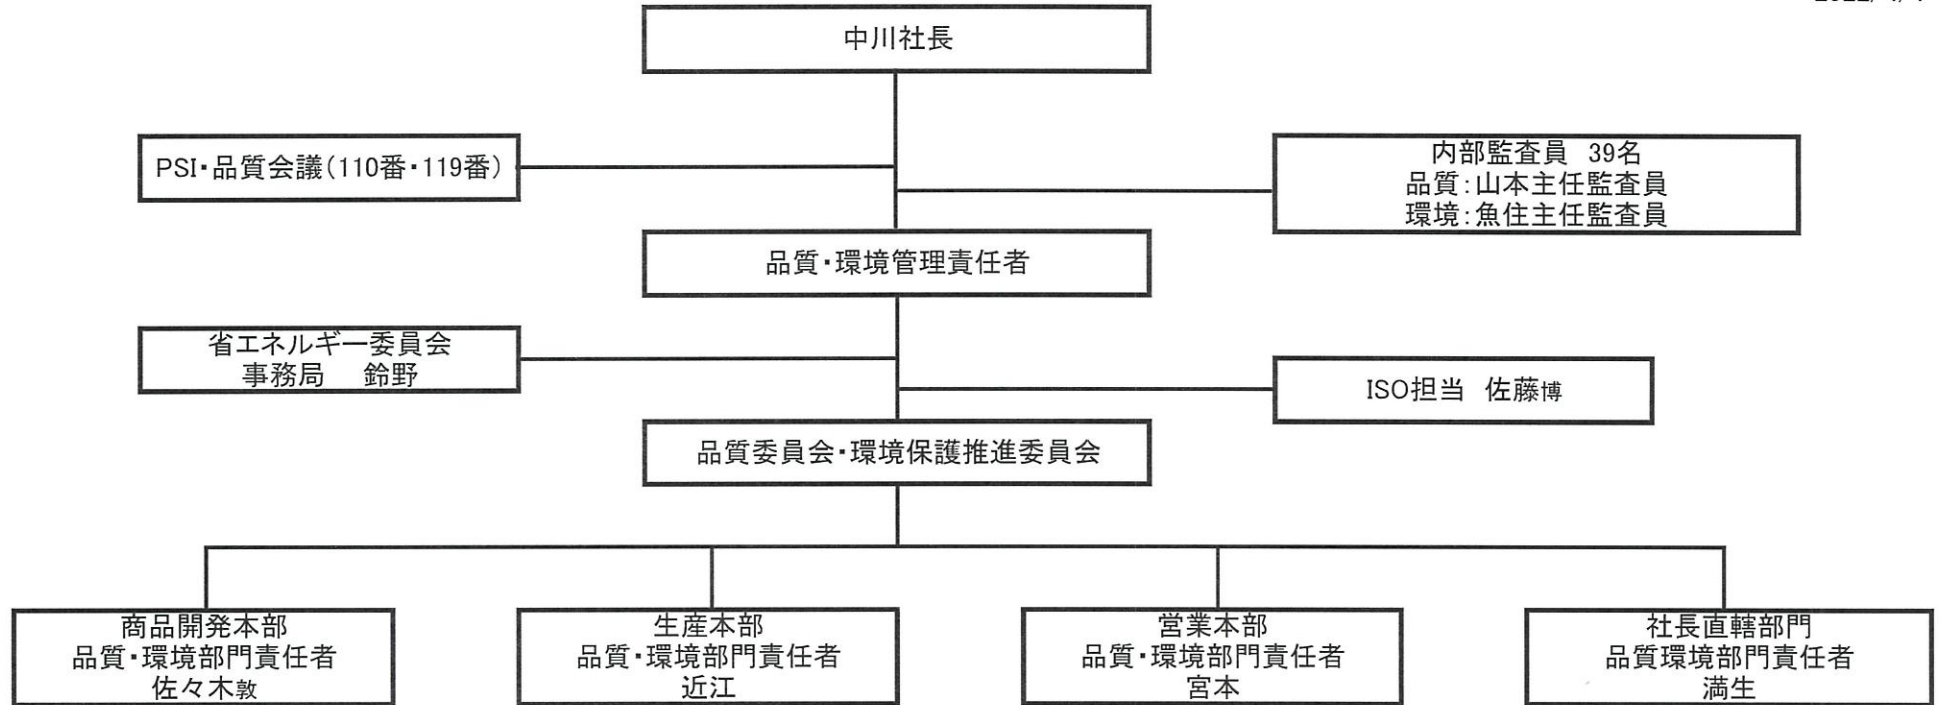 中川社長
PSI・品質会議(110番・119番)
内部監査員 39名
品質:山本主任監査員
環境:魚住主任監査員
品質・環境管理責任者
省エネルギー委員会
事務局 鈴野
ISO担当 佐藤博
品質委員会・環境保護推進委員会
商品開発本部
品質・環境部門責任者
佐々木敦
生産本部
品質・環境部門責任者
近江
営業本部
品質・環境部門責任者
宮本
社長直轄部門
品質環境部門責任者
満生